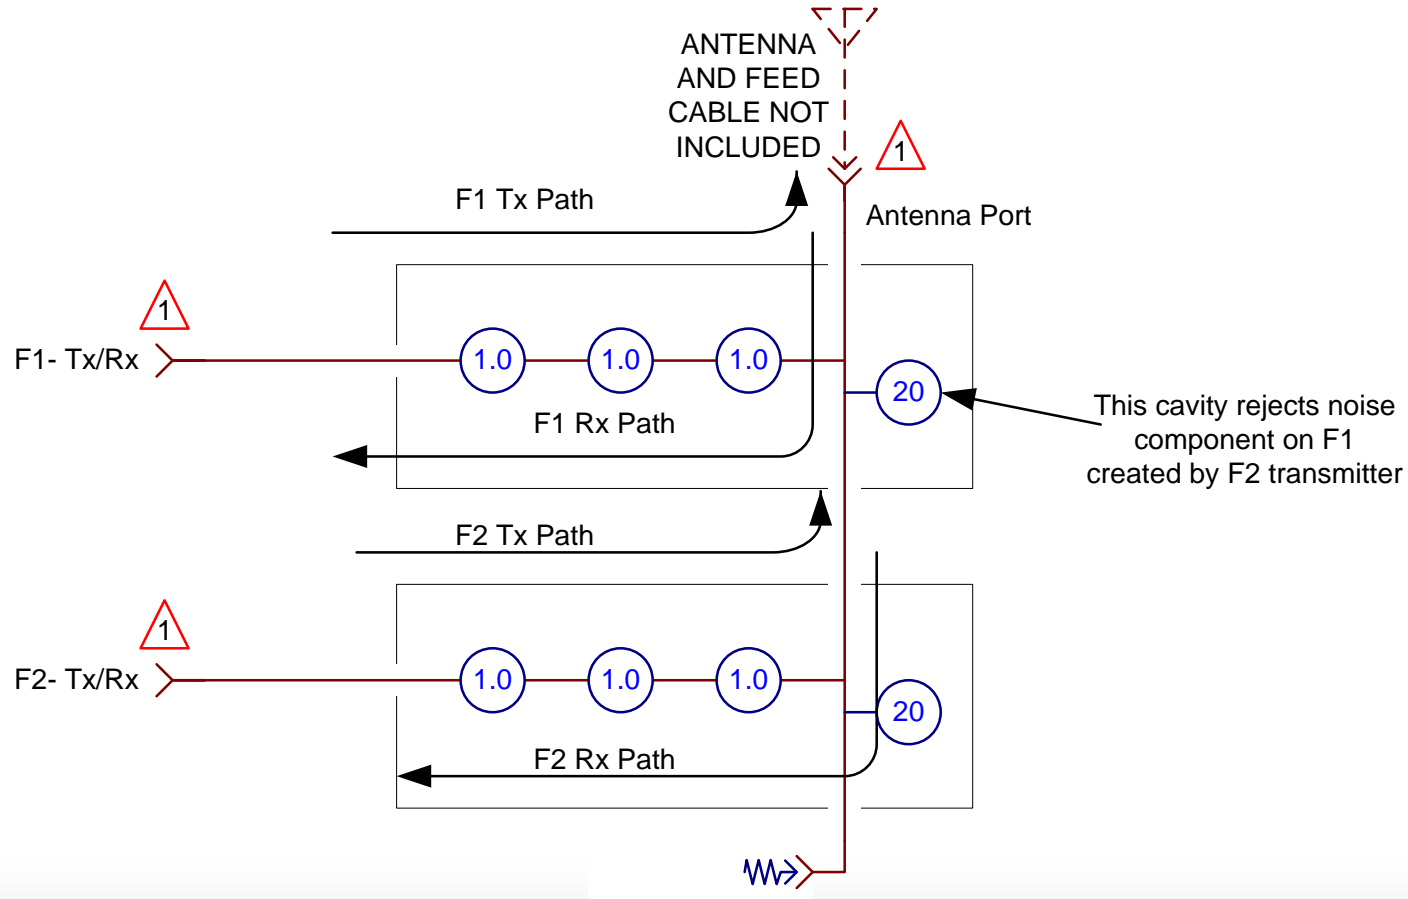 ANTENNA
AND FEED
CABLE NOT
INCLUDED
1
F1 Tx Path
Antenna Port
1
F1- Tx/Rx
1.0
1.0
1.0
20
F1 Rx Path
This cavity rejects noise
component on F1
created by F2 transmitter
F2 Tx Path
1
F2- Tx/Rx
1.0
1.0
1.0
20
F2 Rx Path